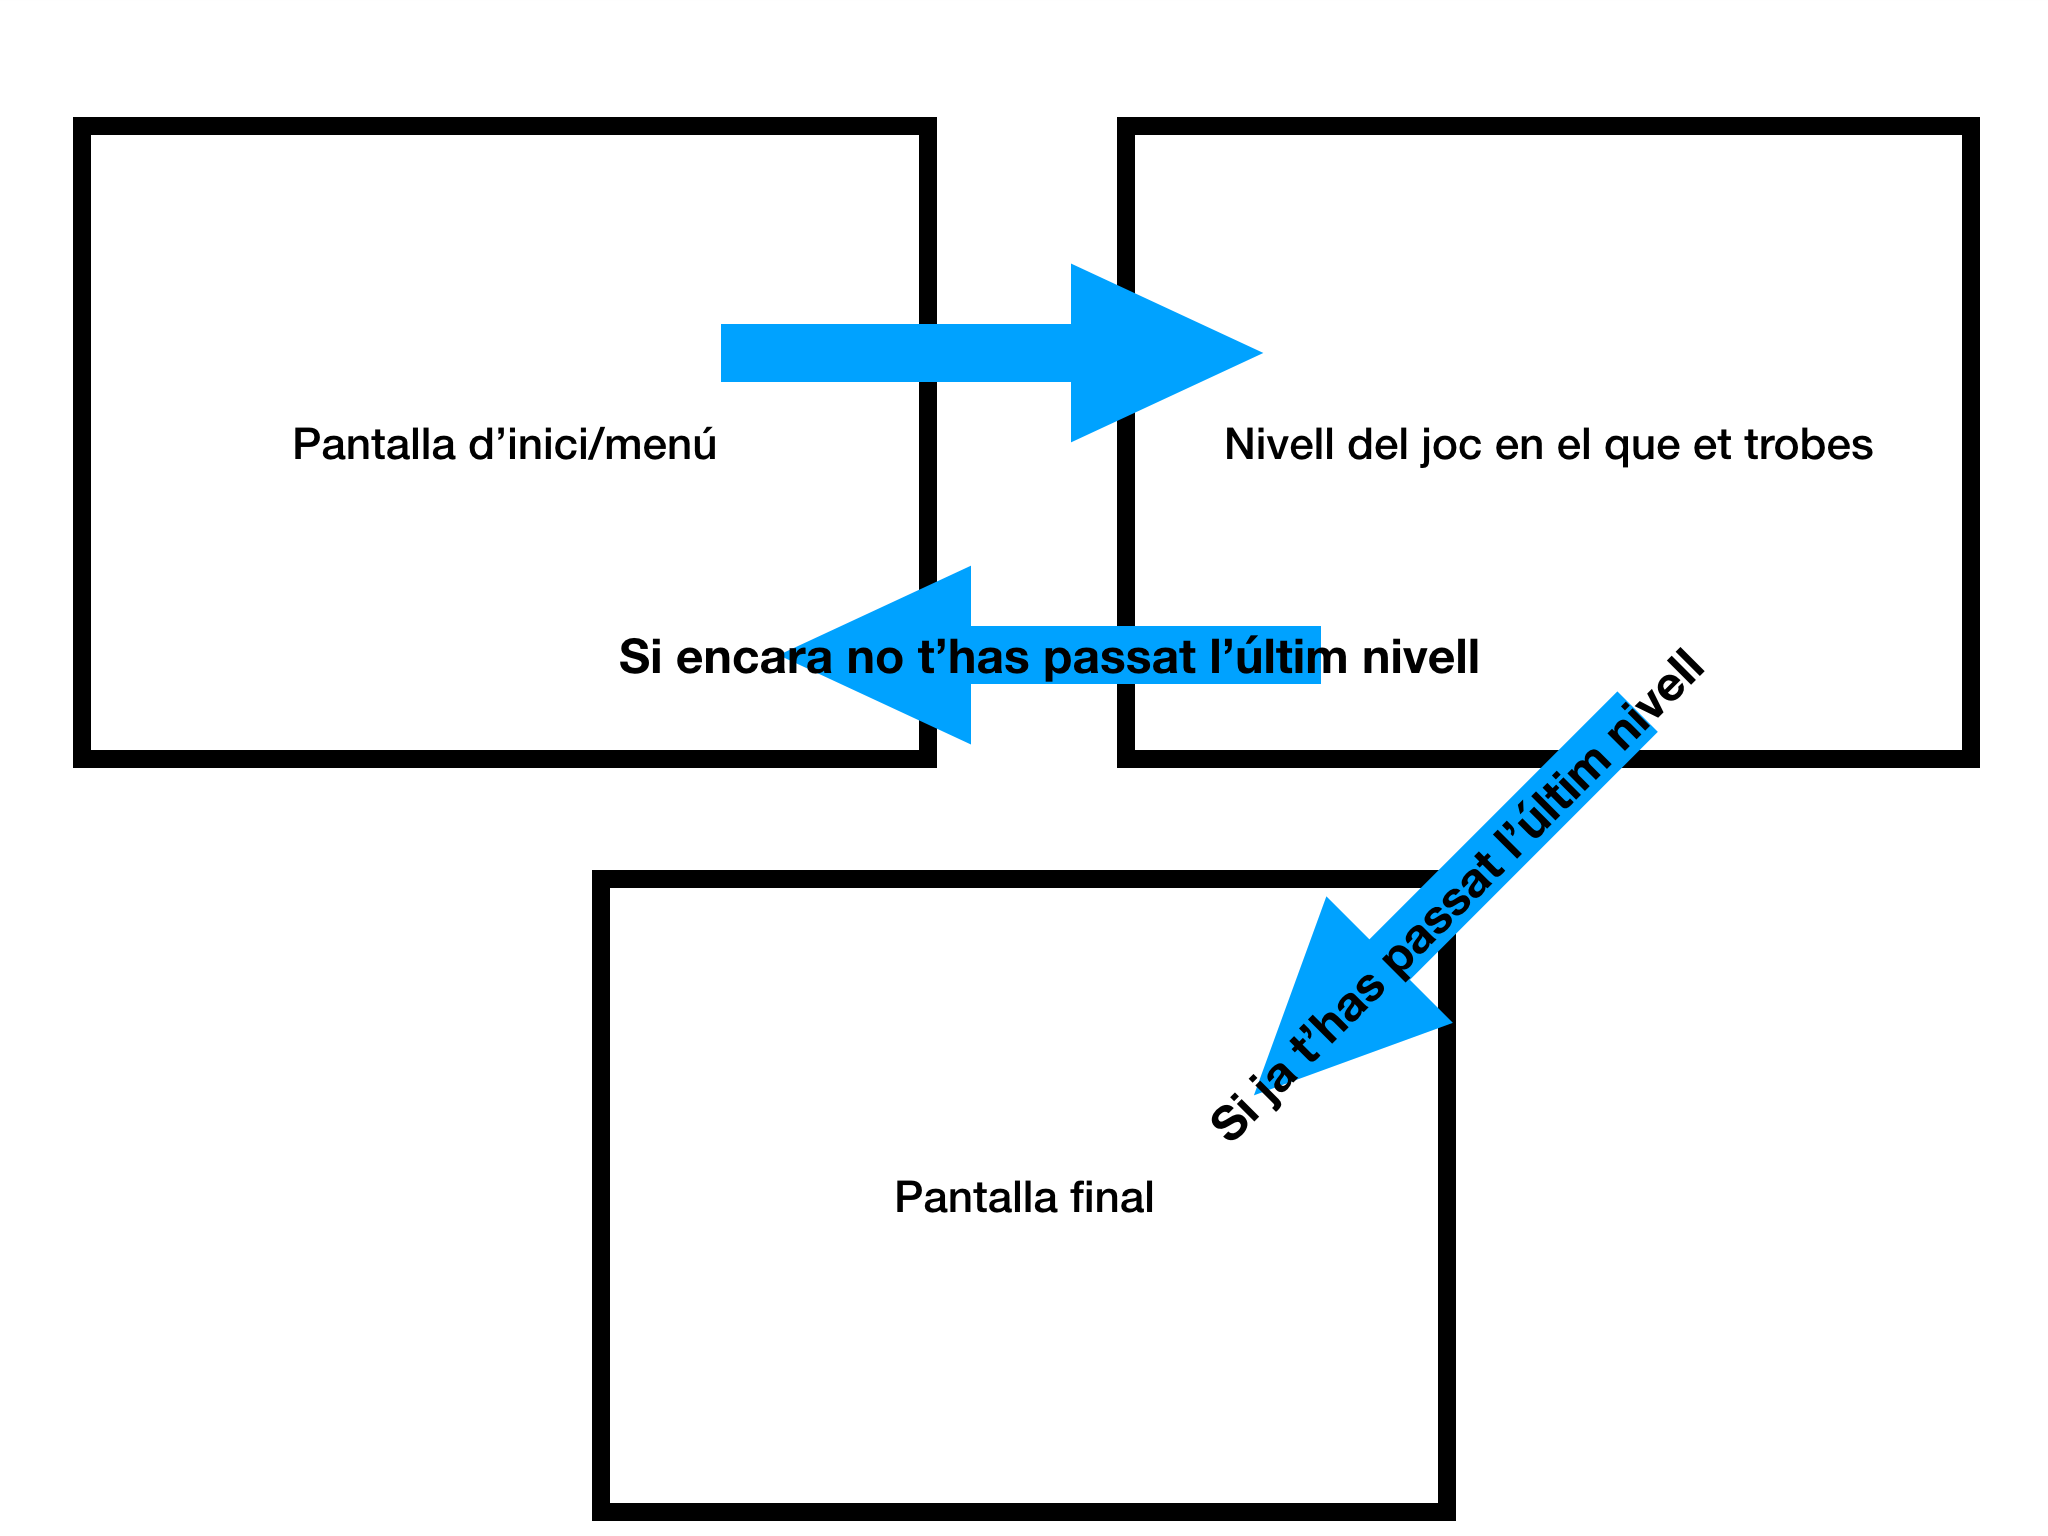 Pantalla d’inici/menú
Nivell del joc en el que et trobes
Si encara no t’has passat l’últim nivell
Si ja t’has passat l’últim nivell
Pantalla final